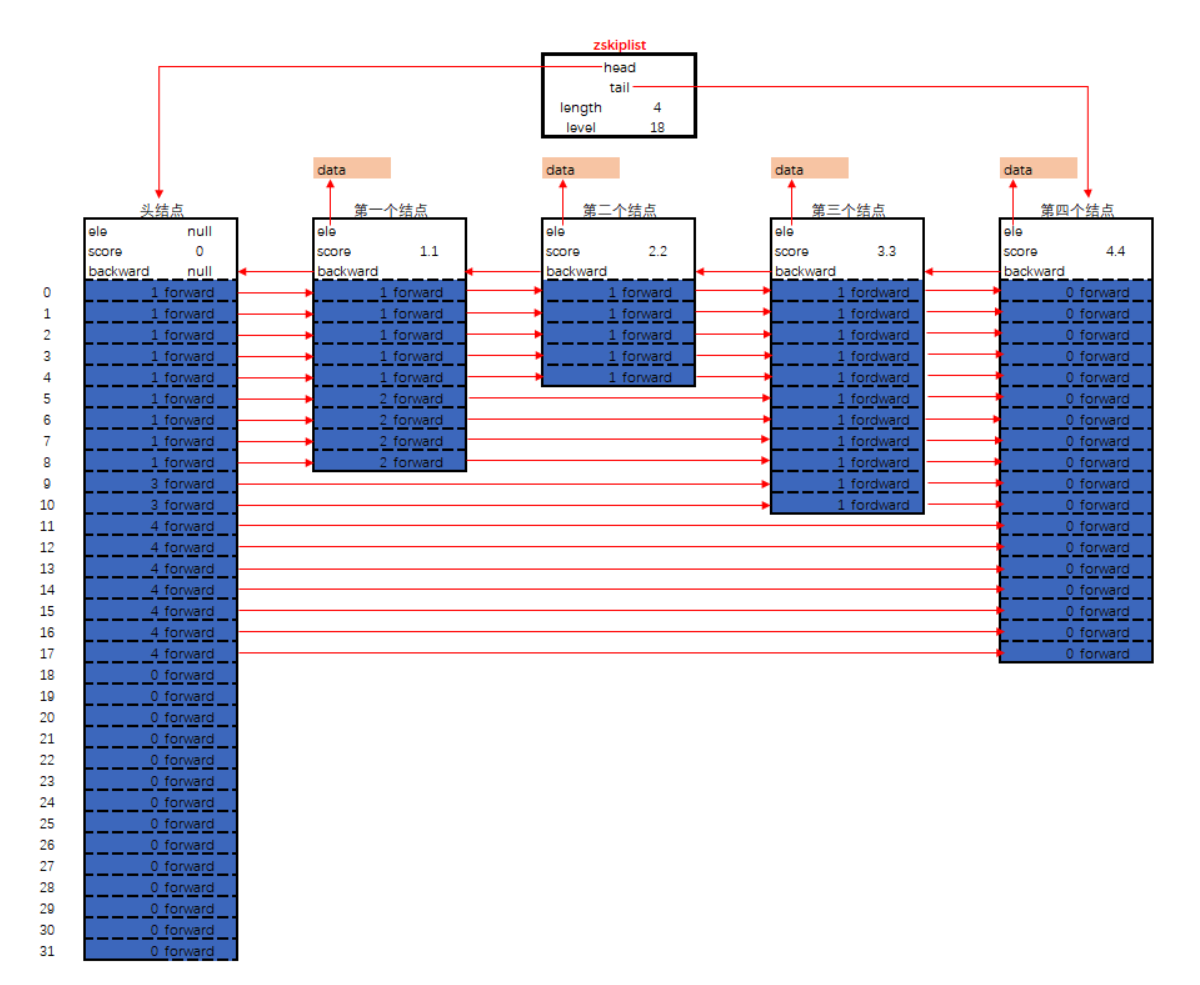 zskiplist
head
tail
length 4
level 18
data data data data
头结点 第一个结点 第二个结点 第三个结点 第四个结点
ele null ele ele ele ele
score 0 score 1.1 score 2.2 score 3.3 score 4.4
backward null backward backward backward backward
0 1 forward 1 forward 1 forward 1 fordward 0 forward
1 1 forward 1 forward 1 forward 1 fordward 0 forward
2 1 forward 1 forward 1 forward 1 fordward 0 forward
3 1 forward 1 forward 1 forward 1 fordward 0 forward
4 1 forward 1 forward 1 forward 1 fordward 0 forward
5 1 forward 2 forward 1 fordward 0 forward
6 1 forward 2 forward 1 fordward 0 forward
7 1 forward 2 forward 1 fordward 0 forward
8 1 forward 2 forward 1 fordward 0 forward
9 3 forward 1 fordward 0 forward
10 3 forward 1 fordward 0 forward
11 4 forward 0 forward
12 4 forward 0 forward
13 4 forward 0 forward
14 4 forward 0 forward
15 4 forward 0 forward
16 4 forward 0 forward
17 4 forward 0 forward
18 0 forward
19 0 forward
20 0 forward
21 0 forward
22 0 forward
23 0 forward
24 0 forward
25 0 forward
26 0 forward
27 0 forward
28 0 forward
29 0 forward
30 0 forward
31 0 forward